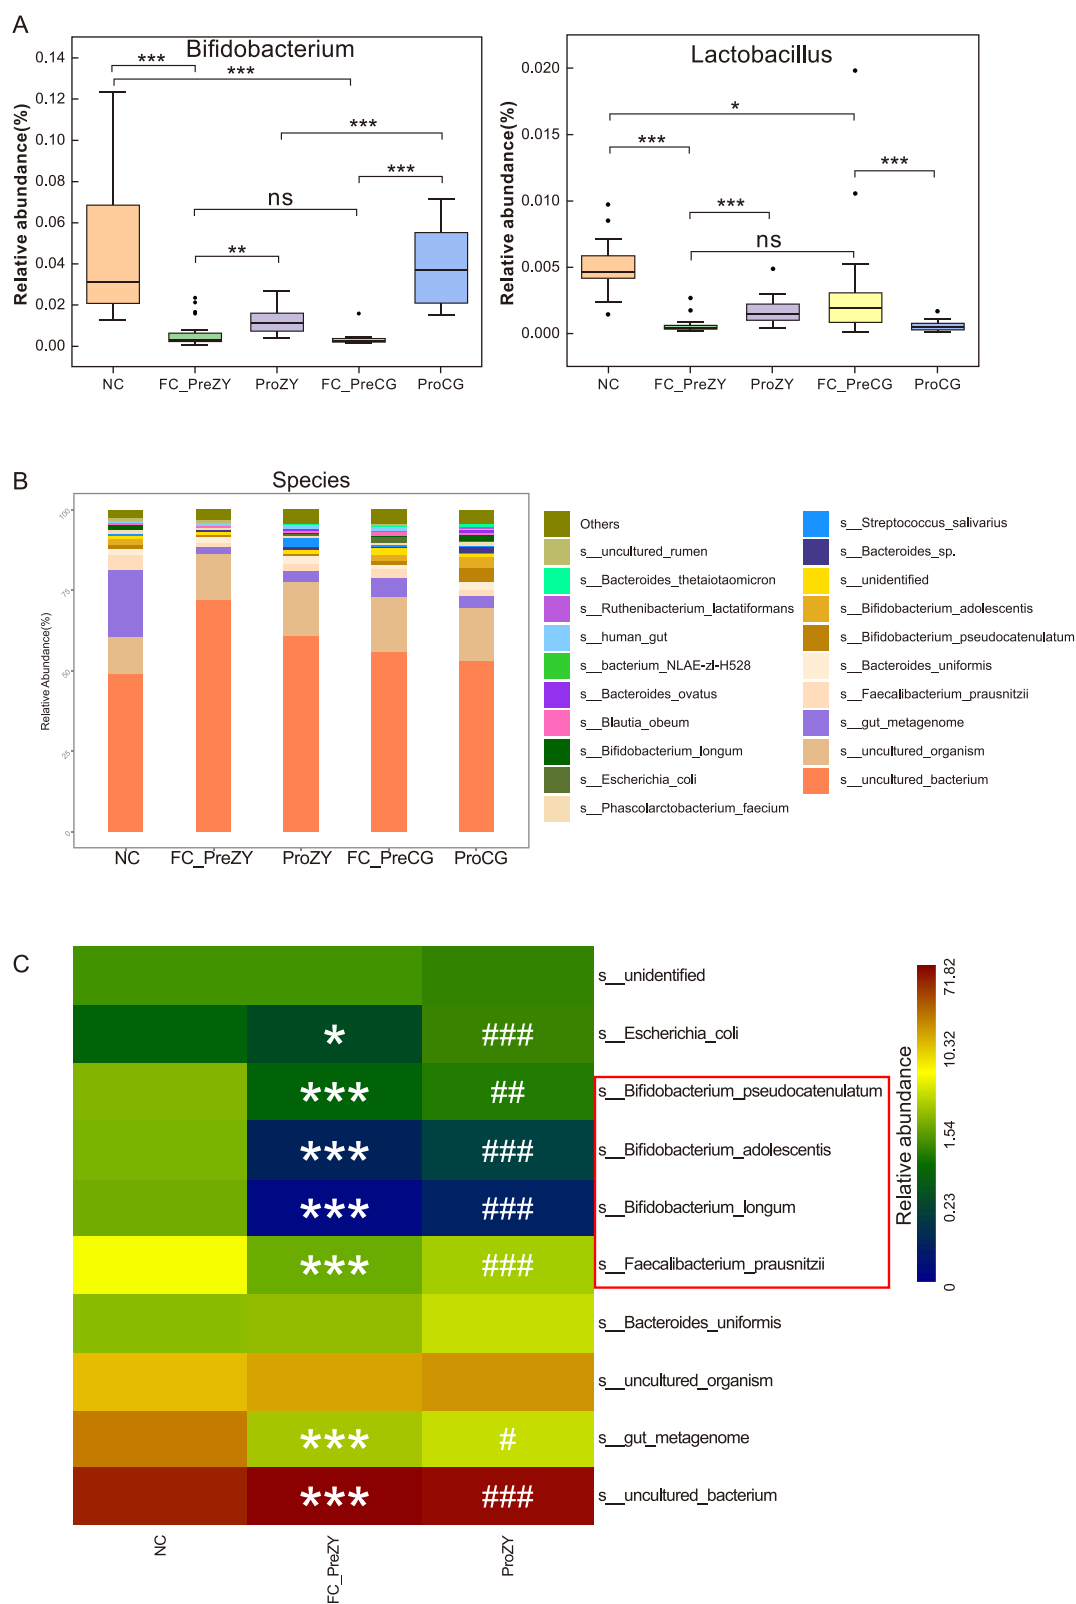 A
Bifidobacterium
Relative abundance(%)
0.14
0.12
0.10
0.08
0.06
0.04
0.02
0.00
***
***
***
***
ns
**
NC FC_PreZY ProZY FC_PreCG ProCG
Lactobacillus
Relative abundance(%)
0.020
0.015
0.010
0.005
0.000
*
***
***
***
ns
NC FC_PreZY ProZY FC_PreCG ProCG
B
Species
Relative Abundance(%)
100
75
50
25
0
NC FC_PreZY ProZY FC_PreCG ProCG
Others
s__uncultured_rumen
s__Bacteroides_thetaiotaomicron
s__Ruthenibacterium_lactatiformans
s__human_gut
s__bacterium_NLAE-zl-H528
s__Bacteroides_ovatus
s__Blautia_obeum
s__Bifidobacterium_longum
s__Escherichia_coli
s__Phascolarctobacterium_faecium
s__Streptococcus_salivarius
s__Bacteroides_sp.
s__unidentified
s__Bifidobacterium_adolescentis
s__Bifidobacterium_pseudocatenulatum
s__Bacteroides_uniformis
s__Faecalibacterium_prausnitzii
s__gut_metagenome
s__uncultured_organism
s__uncultured_bacterium
C
s__unidentified
* ### s__Escherichia_coli
*** ## s__Bifidobacterium_pseudocatenulatum
*** ### s__Bifidobacterium_adolescentis
*** ### s__Bifidobacterium_longum
*** ### s__Faecalibacterium_prausnitzii
s__Bacteroides_uniformis
s__uncultured_organism
*** # s__gut_metagenome
*** ### s__uncultured_bacterium
NC FC_PreZY ProZY
Relative abundance
71.82
10.32
1.54
0.23
0